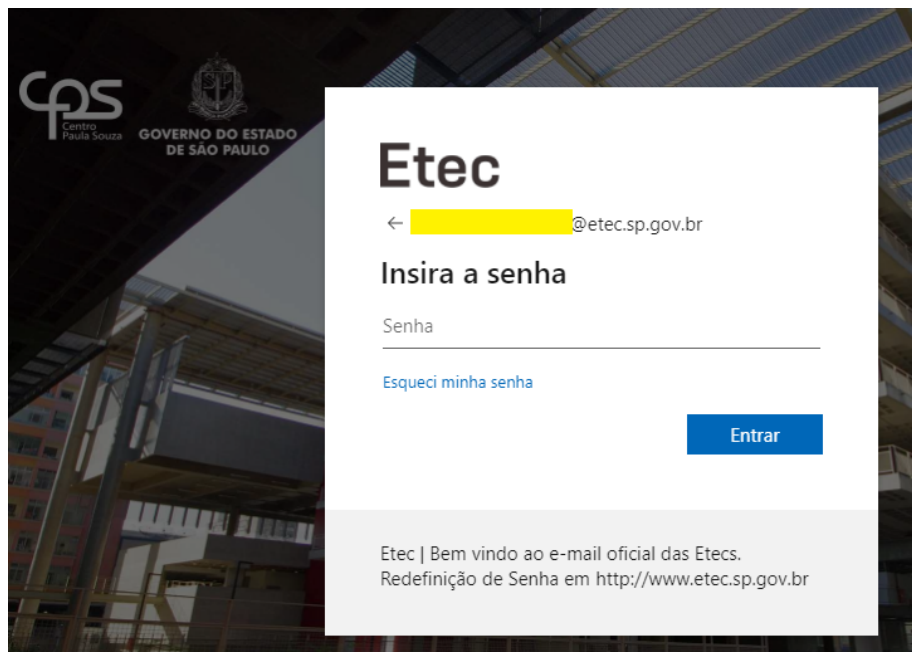 cps
Centro
Paula Souza
GOVERNO DO ESTADO
DE SÃO PAULO
Etec
@etec.sp.gov.br
Insira a senha
Senha
Esqueci minha senha
Entrar
Etec | Bem vindo ao e-mail oficial das Etecs.
Redefinição de Senha em http://www.etec.sp.gov.br